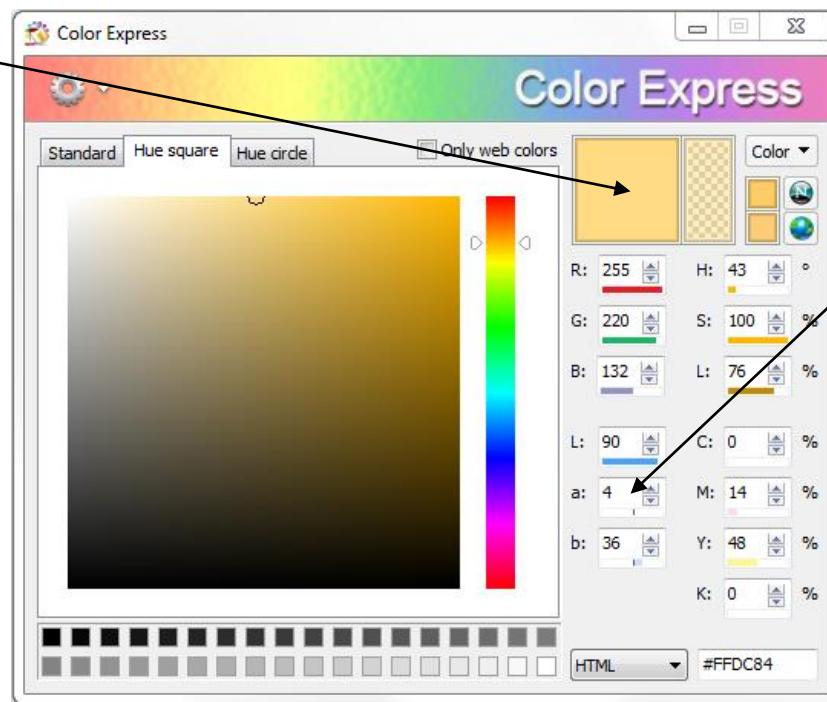 Color Express
Color Express
Standard Hue square Hue circle Only web colors Color
N
R: 255 H: 43 °
G: 220 S: 100 %
B: 132 L: 76 %
L: 90 C: 0 %
a: 4 M: 14 %
b: 36 Y: 48 %
K: 0 %
HTML #FFDC84